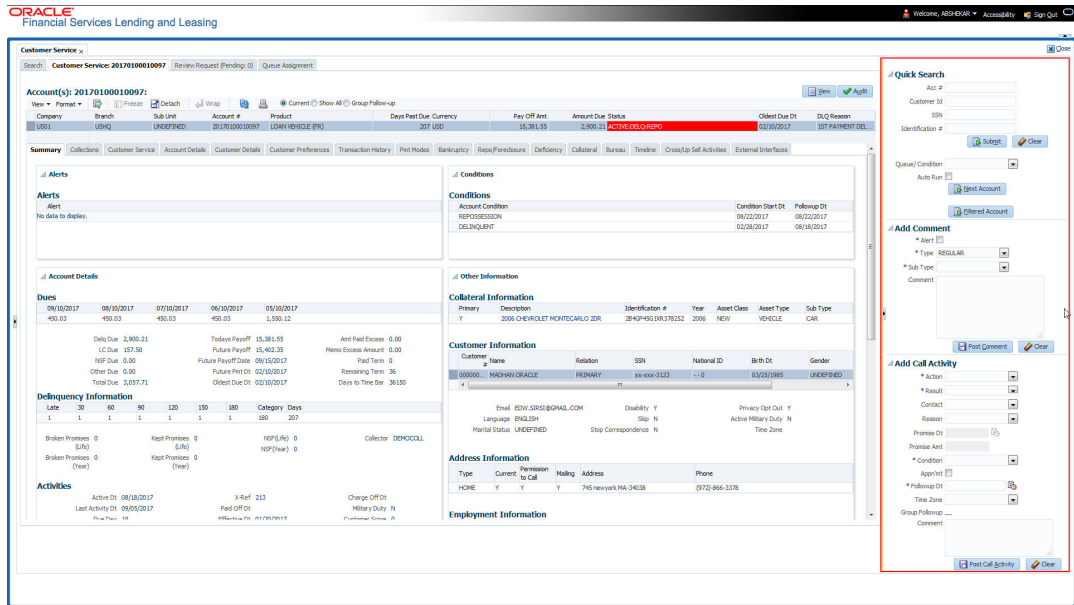 ORACLE
Financial Services Lending and Leasing
Welcome, ABSHEKAR Accessibility Sign Out
Customer Service x
Close
Search Customer Service: 20170100010097 Review Request (Pending: 0) Queue Assignment
Account(s): 20170100010097:
View Audit
View Format Freeze Detach Wrap Current Show All Group Follow-up
Company Branch Sub Unit Account # Product Days Past Due Currency Pay Off Amt Amount Due Status Oldest Due Dt DLQ Reason
US01 USHQ UNDEFINED 20170100010097 LOAN VEHICLE (FR) 207 USD 15,381.55 2,900.21 ACTIVE:DELQ:REPO 02/10/2017 1ST PAYMENT DEL...
Summary Collections Customer Service Account Details Customer Details Customer Preferences Transaction History Pmt Modes Bankruptcy Repo/Foreclosure Deficiency Collateral Bureau Timeline Cross/Up Sell Activities External Interfaces
Alerts
Alerts
Alert
No data to display.
Conditions
Conditions
Account Condition Condition Start Dt Followup Dt
REPOSSESSION 08/22/2017 08/22/2017
DELINQUENT 02/28/2017 08/18/2017
Account Details
Dues
09/10/2017 08/10/2017 07/10/2017 06/10/2017 05/10/2017
450.03 450.03 450.03 450.03 1,550.12
Delq Due 2,900.21 Todays Payoff 15,381.55 Amt Paid Excess 0.00
LC Due 157.50 Future Payoff 15,402.35 Memo Excess Amount 0.00
NSF Due 0.00 Future Payoff Date 09/15/2017 Paid Term 0
Other Due 0.00 Future Pmt Dt 02/10/2017 Remaining Term 36
Total Due 3,057.71 Oldest Due Dt 02/10/2017 Days to Time Bar 36150
Delinquency Information
Late 30 60 90 120 150 180 Category Days
1 1 1 1 1 1 1 180 207
Broken Promises (Life) 0 Kept Promises (Life) 0 NSF(Life) 0 Collector DEMOCOLL
Broken Promises (Year) 0 Kept Promises (Year) 0 NSF(Year) 0
Activities
Active Dt 08/18/2017 X-Ref 213 Charge Off Dt
Last Activity Dt 09/05/2017 Paid Off Dt Military Duty N
Due Day 10 Effective Dt 01/20/2017 Customer Score 0
Other Information
Collateral Information
Primary Description Identification # Year Asset Class Asset Type Sub Type
Y 2006 CHEVROLET MONTECARLO 2DR 2B4GP45G1XR378252 2006 NEW VEHICLE CAR
Customer Information
Customer # Name Relation SSN National ID Birth Dt Gender
000000... MADHAN ORACLE PRIMARY xx-xxx-3123 - - 0 03/25/1985 UNDEFINED
Email EDW.SIRSI@GMAIL.COM Disability Y Privacy Opt Out Y
Language ENGLISH Skip N Active Military Duty N
Marital Status UNDEFINED Stop Correspondence N Time Zone
Address Information
Type Current Permission to Call Mailing Address Phone
HOME Y Y Y 745 newyork MA-34038 (972)-866-3378
Employment Information
Quick Search
Acc #
Customer Id
SSN
Identification #
Submit Clear
Queue/ Condition
Auto Run
Next Account
Filtered Account
Add Comment
* Alert
* Type REGULAR
* Sub Type
Comment
Post Comment Clear
Add Call Activity
* Action
* Result
Contact
Reason
Promise Dt
Promise Amt
* Condition
Appn'mt
* Followup Dt
Time Zone
Group Followup
Comment
Post Call Activity Clear